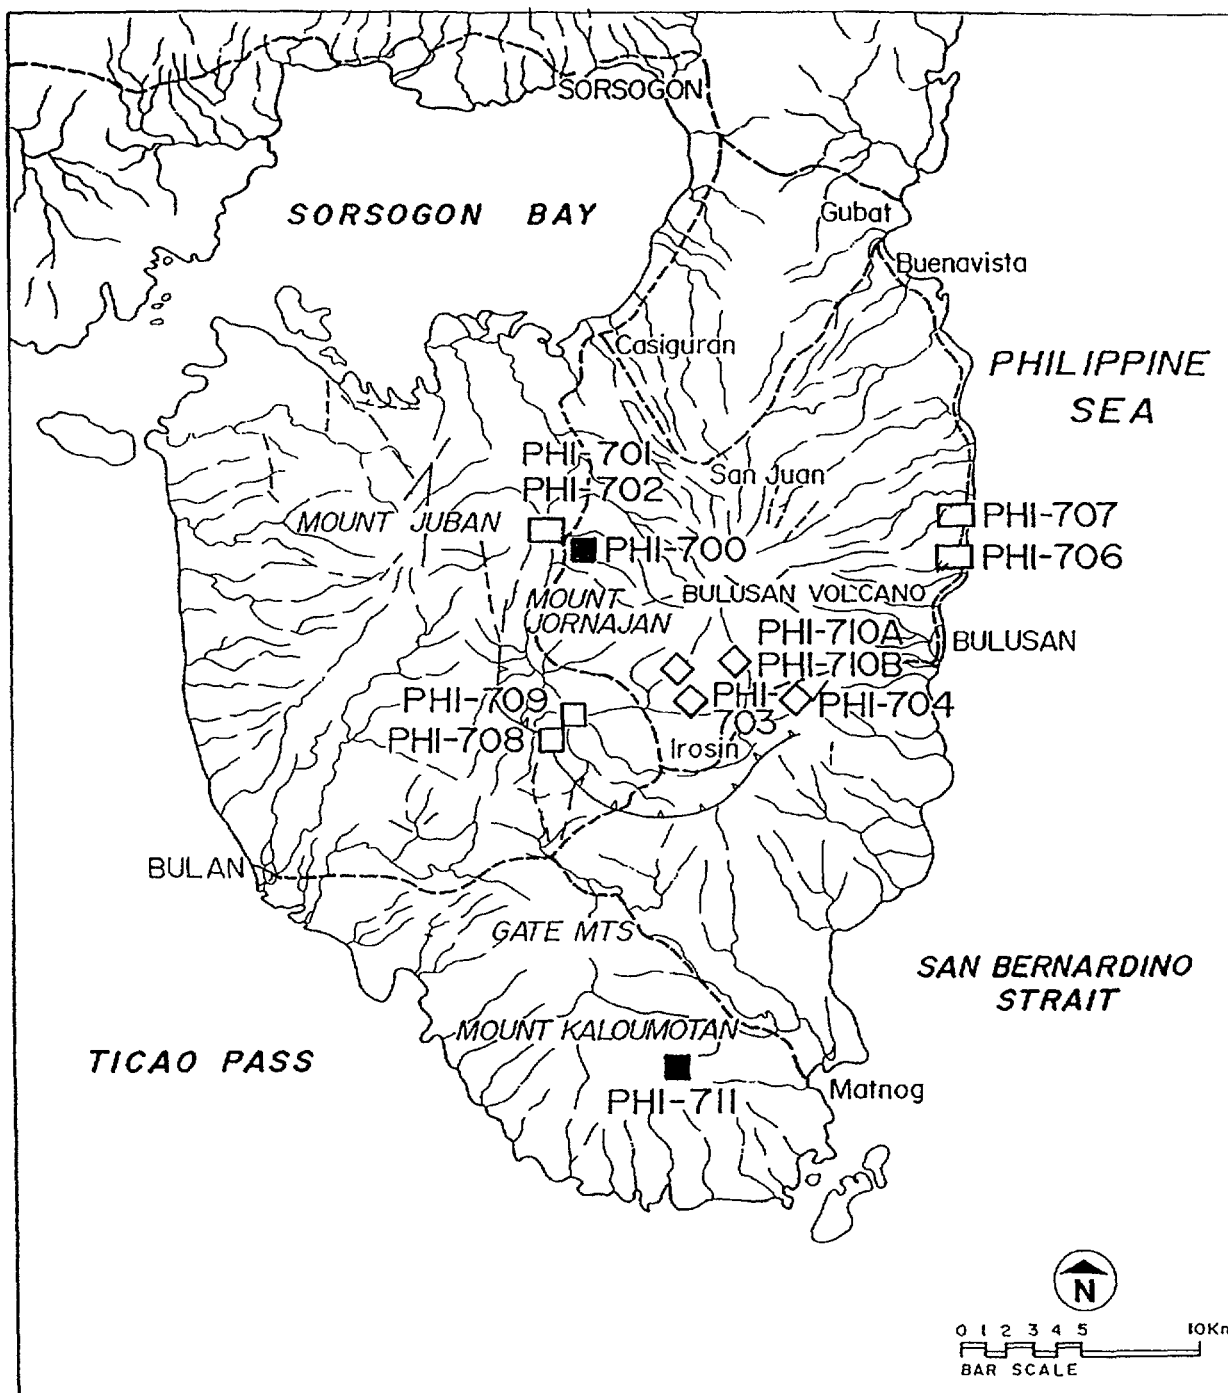 SORSOGON
SORSOGON BAY
Gubat
Buenavista
Casiguran
PHILIPPINE
SEA
PHI-701
PHI-702
San Juan
MOUNT JUBAN
PHI-700
PHI-707
PHI-706
MOUNT
JORNAJAN
BULUSAN VOLCANO
PHI-710A
PHI-710B
BULUSAN
PHI-709
PHI-708
PHI-
703
PHI-704
Irosin
BULAN
GATE MTS
SAN BERNARDINO
STRAIT
MOUNT KALOUMOTAN
TICAO PASS
PHI-711
Matnog
N
0 1 2 3 4 5 10Km
BAR SCALE